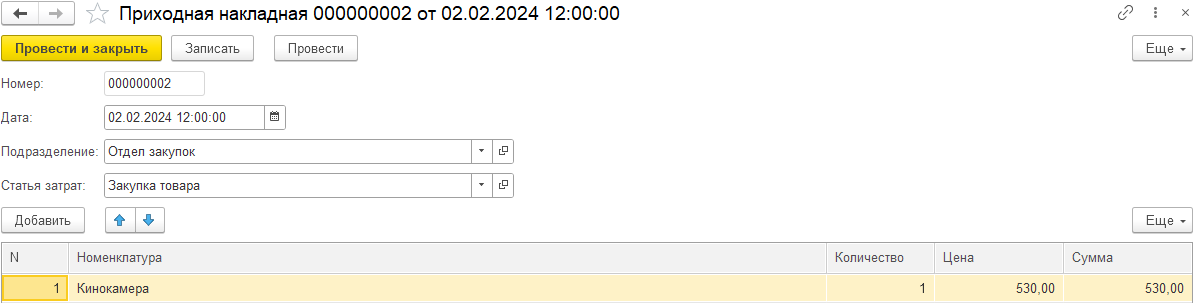 Приходная накладная 000000002 от 02.02.2024 12:00:00
Провести и закрыть Записать Провести Еще
Номер: 000000002
Дата: 02.02.2024 12:00:00
Подразделение: Отдел закупок
Статья затрат: Закупка товара
Добавить Еще
N Номенклатура Количество Цена Сумма
1 Кинокамера 1 530,00 530,00